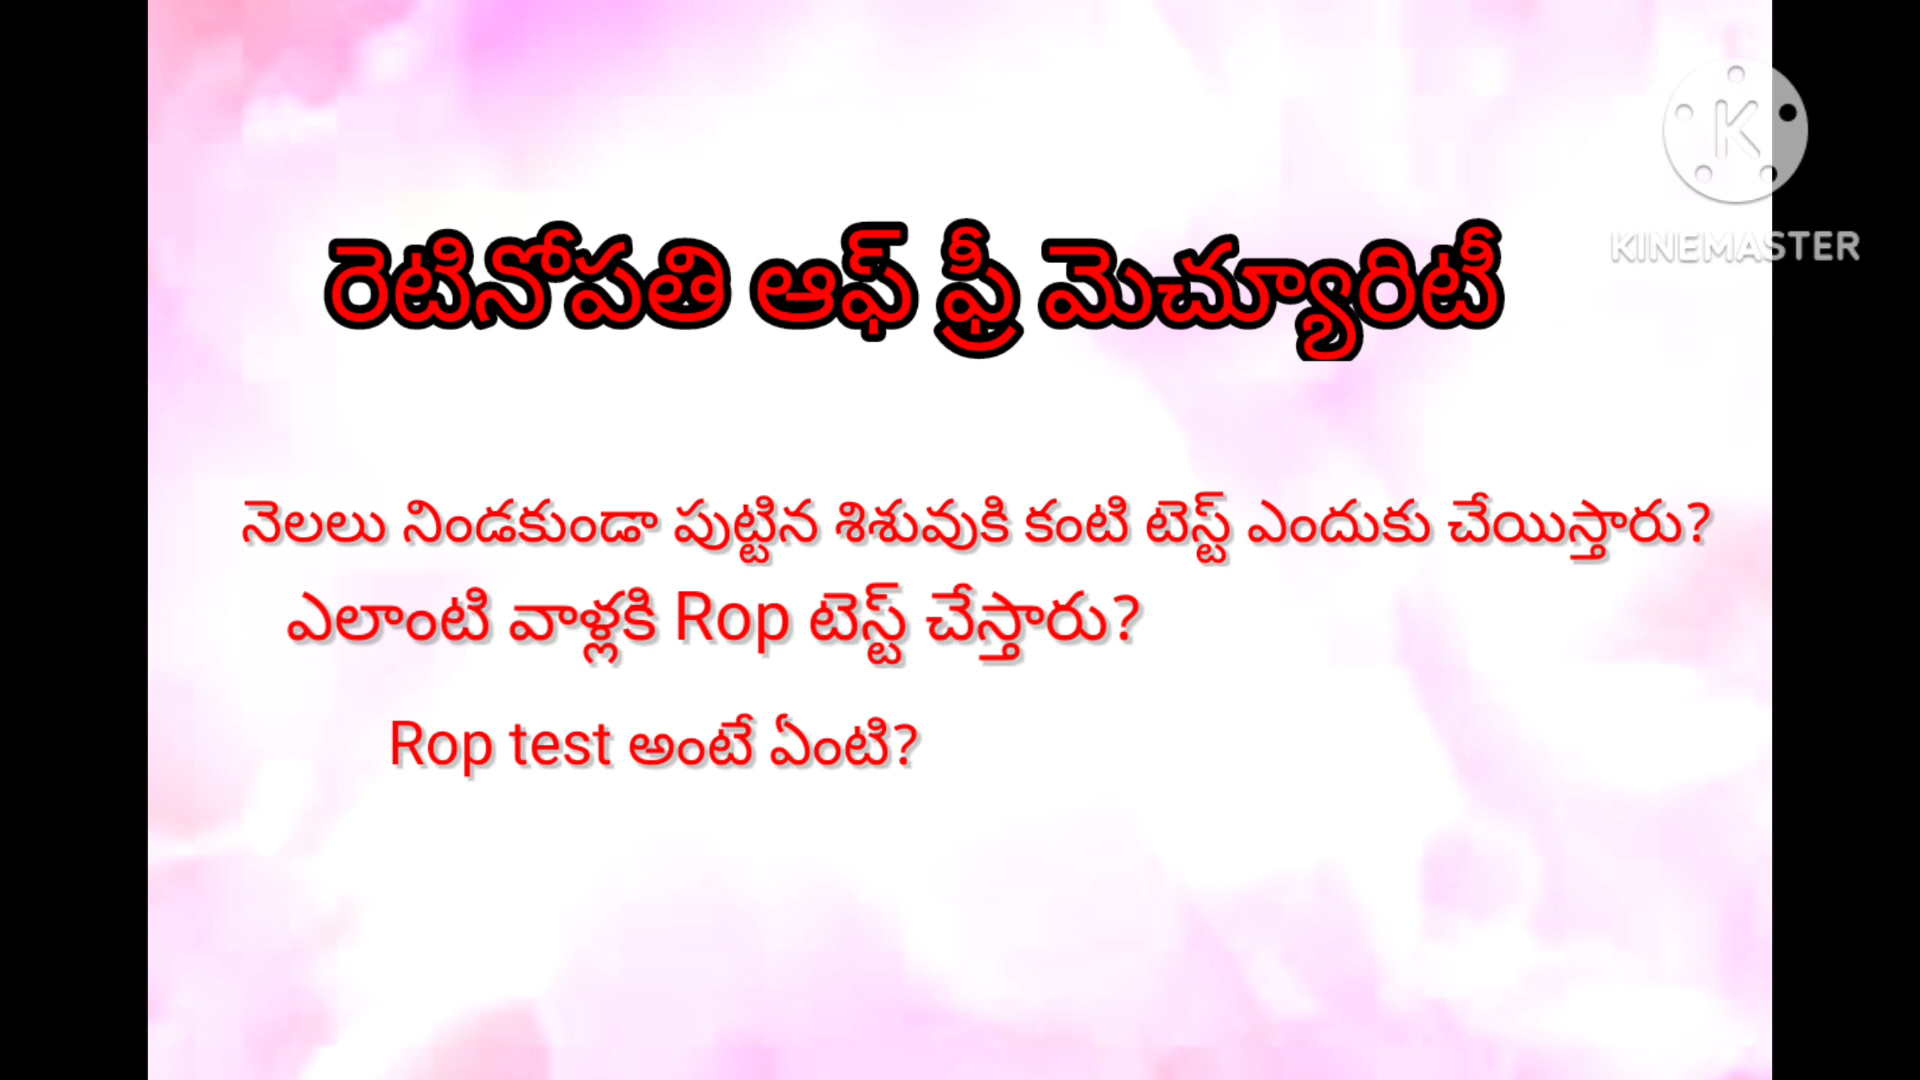 K
KINEMASTER
రెటినోపతి ఆఫ్ ఫ్రీ మెచ్యూరిటీ
నెలలు నిండకుండా పుట్టిన శిశువుకి కంటి టెస్ట్ ఎందుకు చేయిస్తారు?
ఎలాంటి వాళ్లకి Rop టెస్ట్ చేస్తారు?
Rop test అంటే ఏంటి?